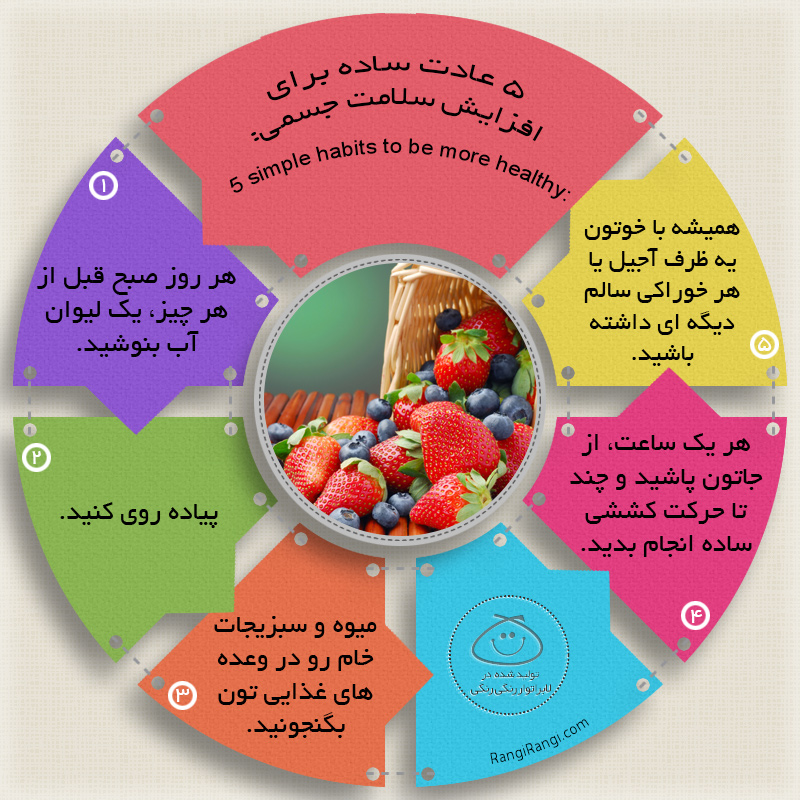 ۵ عادت ساده برای
افزایش سلامت جسمی:
5 simple habits to be more healthy:
۱
هر روز صبح قبل از
هر چیز، یک لیوان
آب بنوشید.
۲
پیاده روی کنید.
۳
میوه و سبزیجات
خام رو در وعده
های غذایی تون
بگنجونید.
۴
هر یک ساعت، از
جاتون پاشید و چند
تا حرکت کششی
ساده انجام بدید.
۵
همیشه با خوتون
یه ظرف آجیل یا
هر خوراکی سالم
دیگه ای داشته
باشید.
تولید شده در
لابراتوار رنگی‌رنگی
RangiRangi.com